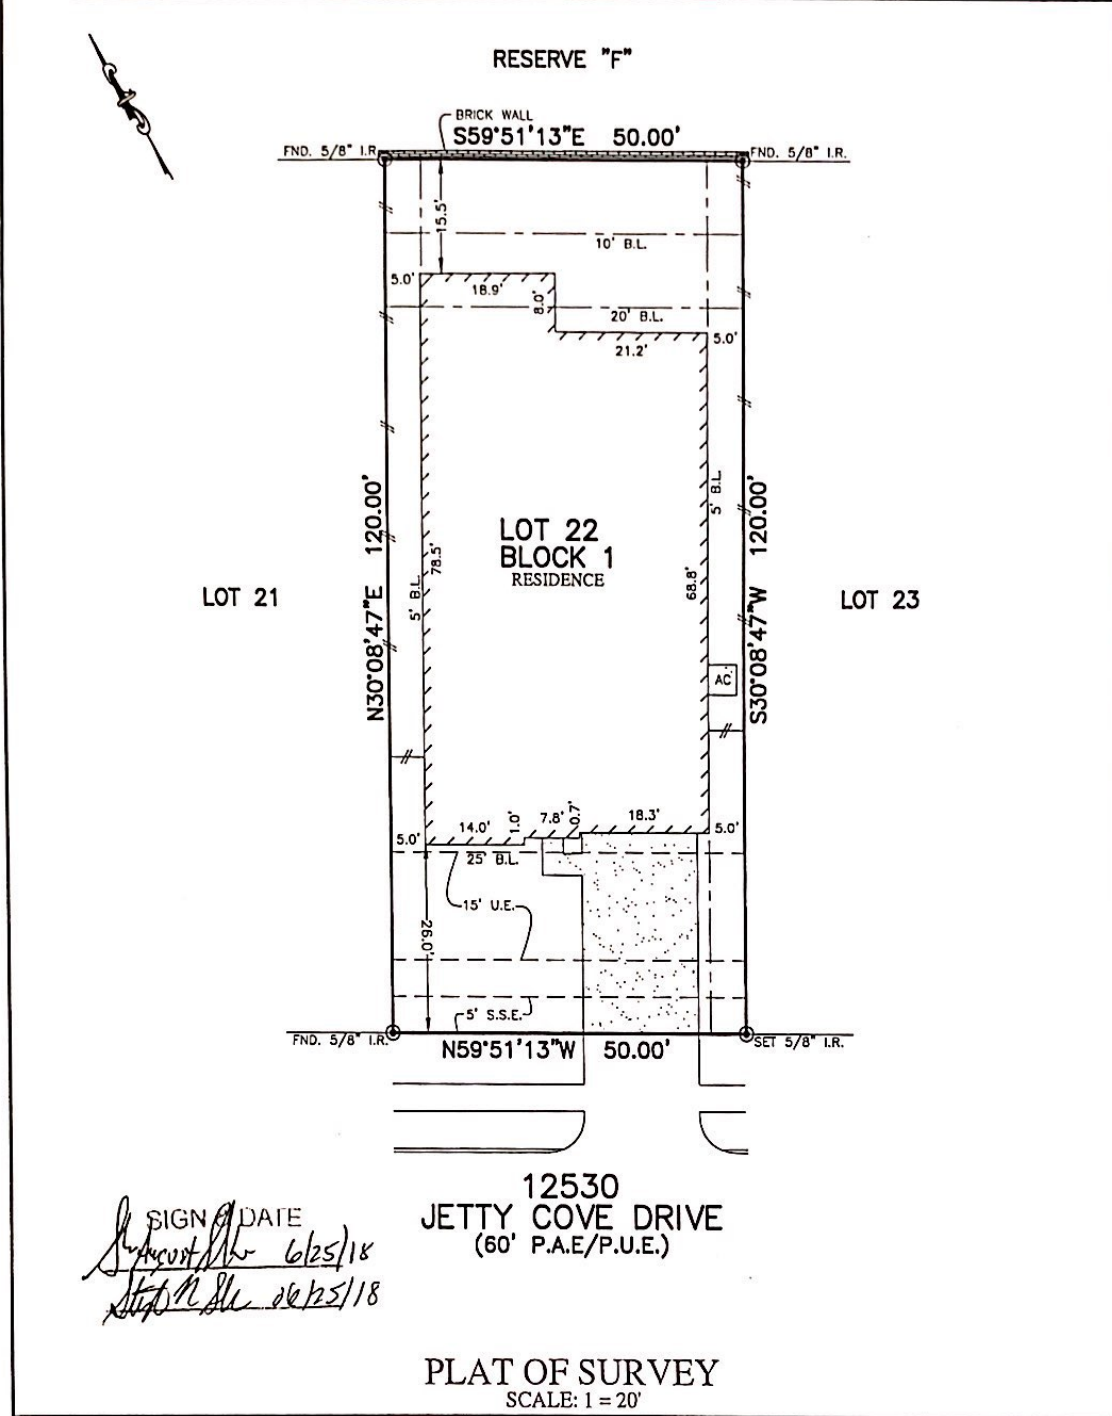 RESERVE "F"
BRICK WALL
S59°51'13"E 50.00'
FND. 5/8" I.R.
FND. 5/8" I.R.
15.5'
10' B.L.
5.0'
18.9'
8.0'
20' B.L.
21.2'
5.0'
N30°08'47"E 120.00'
5' B.L.
78.5'
LOT 22
BLOCK 1
RESIDENCE
68.8'
5' B.L.
S30°08'47"W 120.00'
LOT 21
LOT 23
AC
5.0'
14.0'
1.0'
7.8'
0.7'
18.3'
5.0'
25' B.L.
15' U.E.
26.0'
5' S.S.E.
FND. 5/8" I.R.
N59°51'13"W 50.00'
SET 5/8" I.R.
12530
JETTY COVE DRIVE
(60' P.A.E/P.U.E.)
SIGN & DATE
6/25/18
06/25/18
PLAT OF SURVEY
SCALE: 1 = 20'